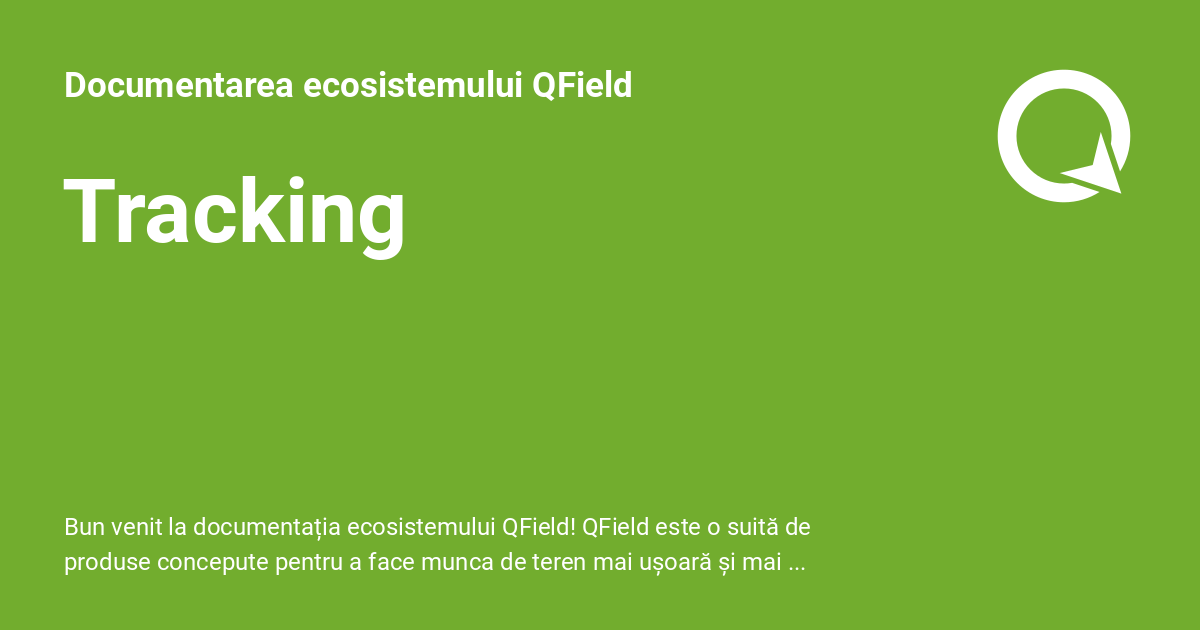 Documentarea ecosistemului QField
Tracking
Bun venit la documentația ecosistemului QField! QField este o suită de
produse concepute pentru a face munca de teren mai ușoară și mai ...